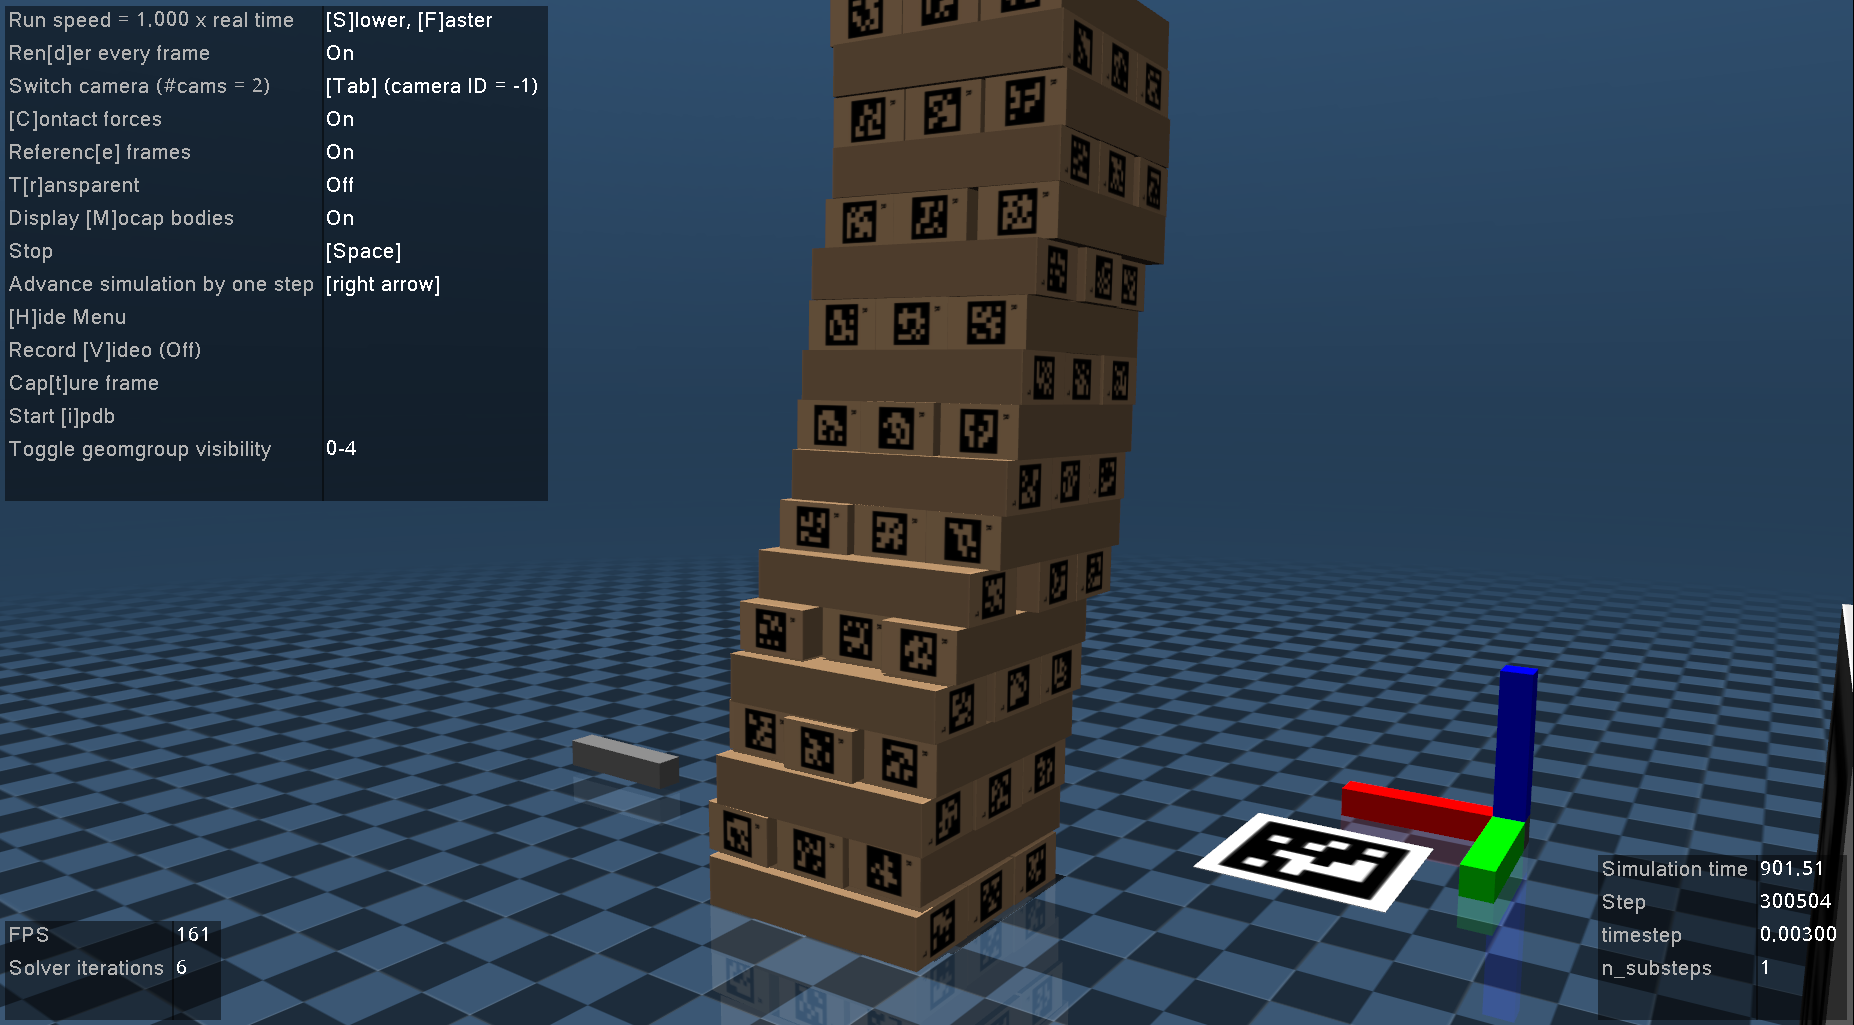 Run speed = 1.000 x real time [S]lower, [F]aster
Ren[d]er every frame On
Switch camera (#cams = 2) [Tab] (camera ID = -1)
[C]ontact forces On
Referenc[e] frames On
T[r]ansparent Off
Display [M]ocap bodies On
Stop [Space]
Advance simulation by one step [right arrow]
[H]ide Menu
Record [V]ideo (Off)
Cap[t]ure frame
Start [i]pdb
Toggle geomgroup visibility 0-4
FPS 161
Solver iterations 6
Simulation time 901.51
Step 300504
timestep 0.00300
n_substeps 1